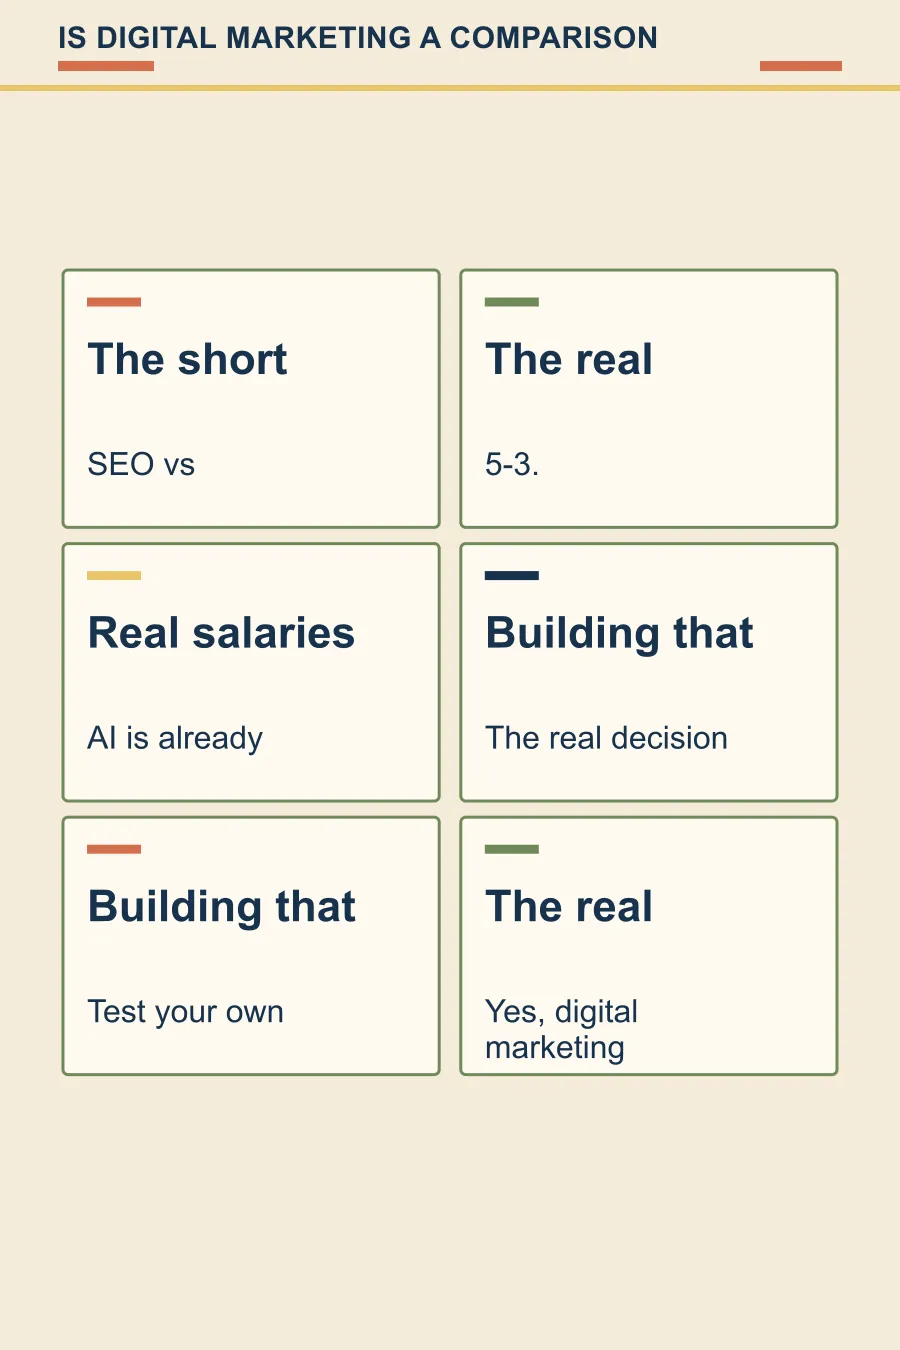 IS DIGITAL MARKETING A COMPARISON
The short
SEO vs
The real
5-3.
Real salaries
AI is already
Building that
The real decision
Building that
Test your own
The real
Yes, digital
marketing